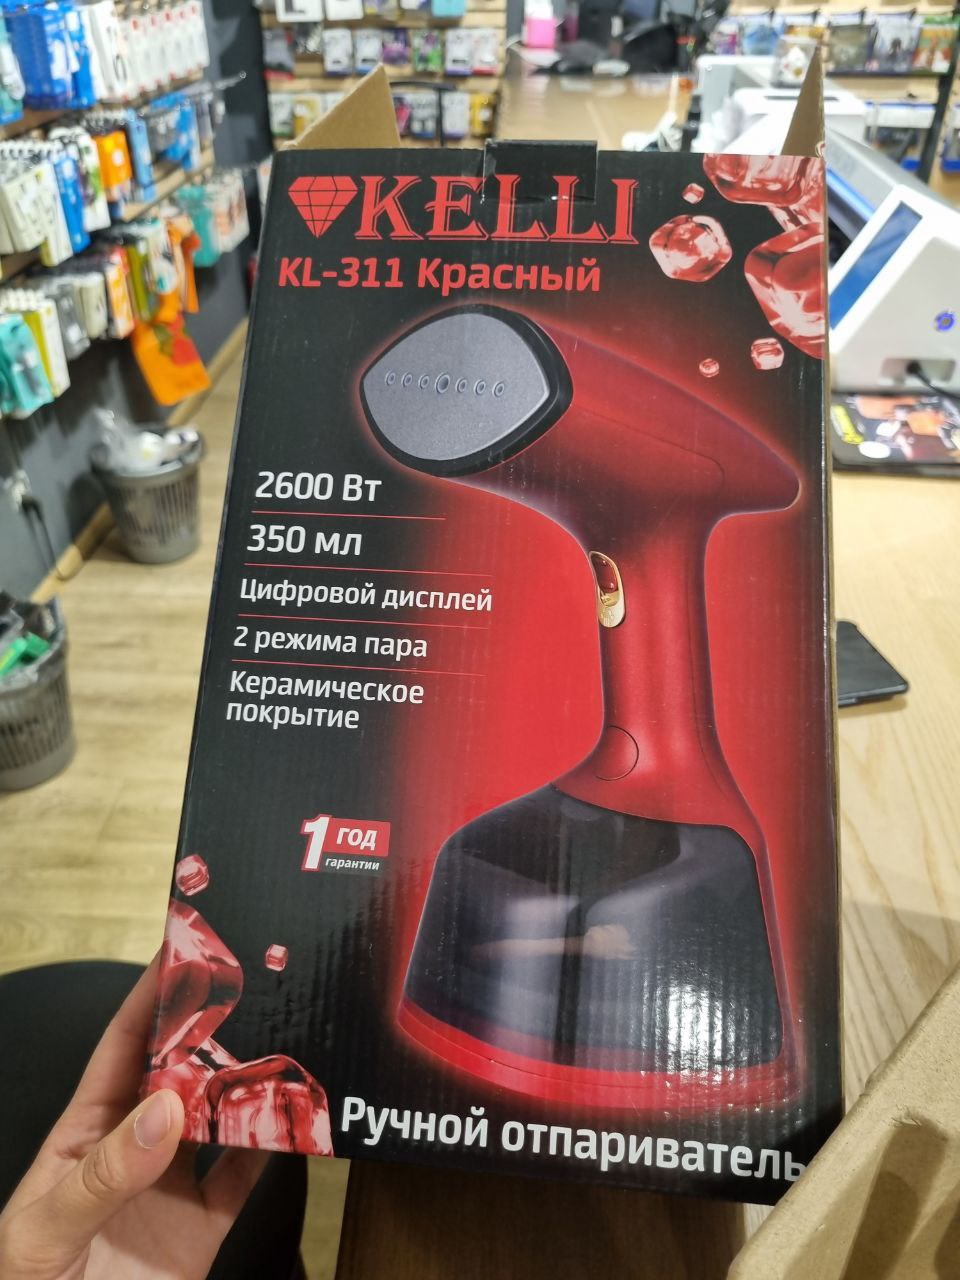 KELLI
KL-311 Красный
2600 Вт
350 мл
Цифровой дисплей
2 режима пара
Керамическое
покрытие
1 год
гарантии
Ручной отпариватель